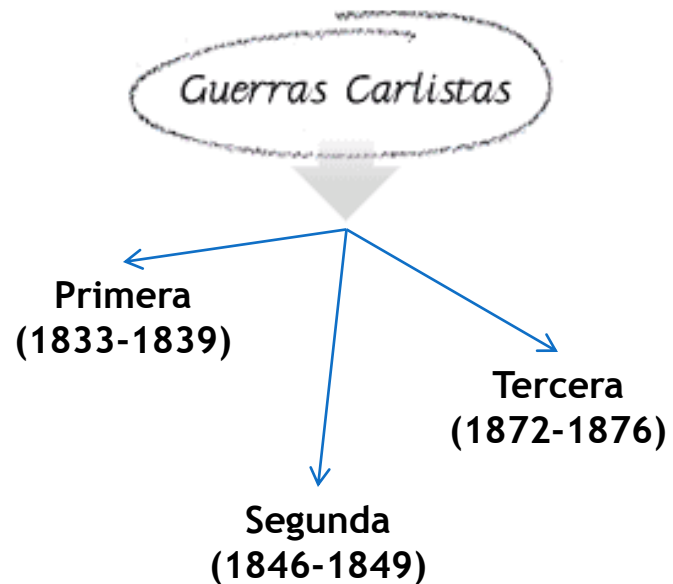 Guerras Carlistas
Primera
(1833-1839)
Tercera
(1872-1876)
Segunda
(1846-1849)